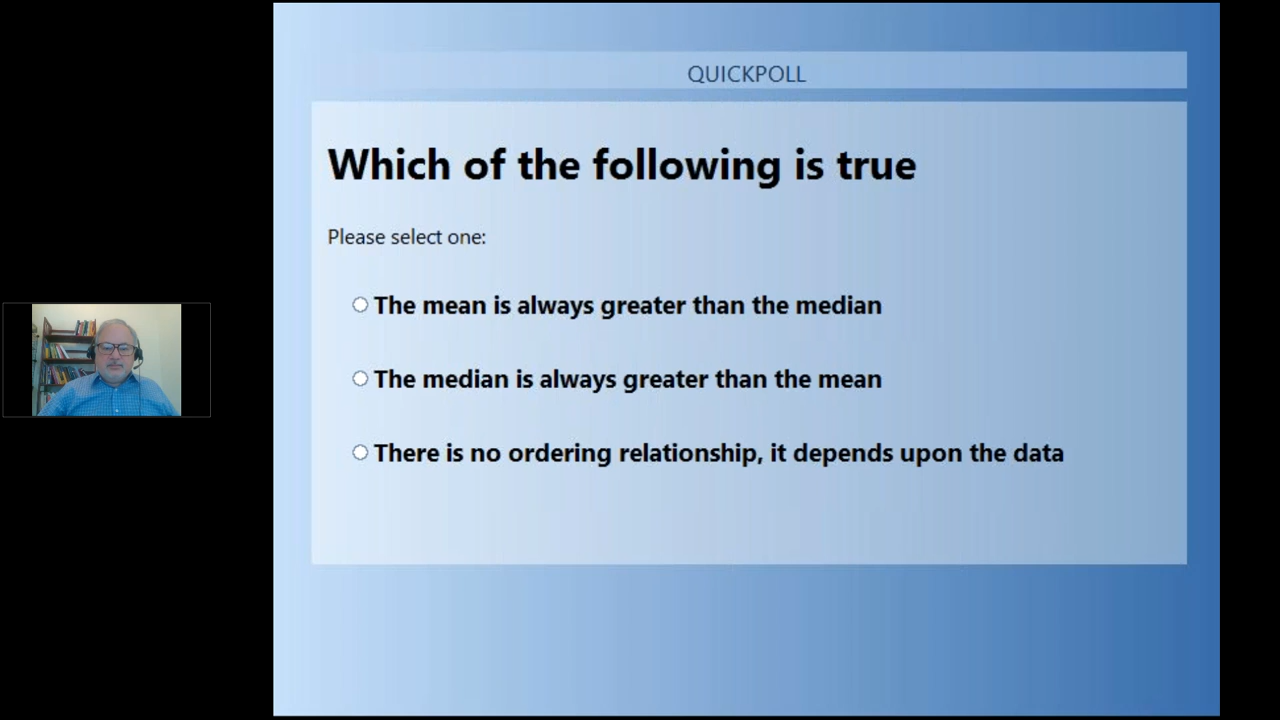 QUICKPOLL
Which of the following is true
Please select one:
The mean is always greater than the median
The median is always greater than the mean
There is no ordering relationship, it depends upon the data